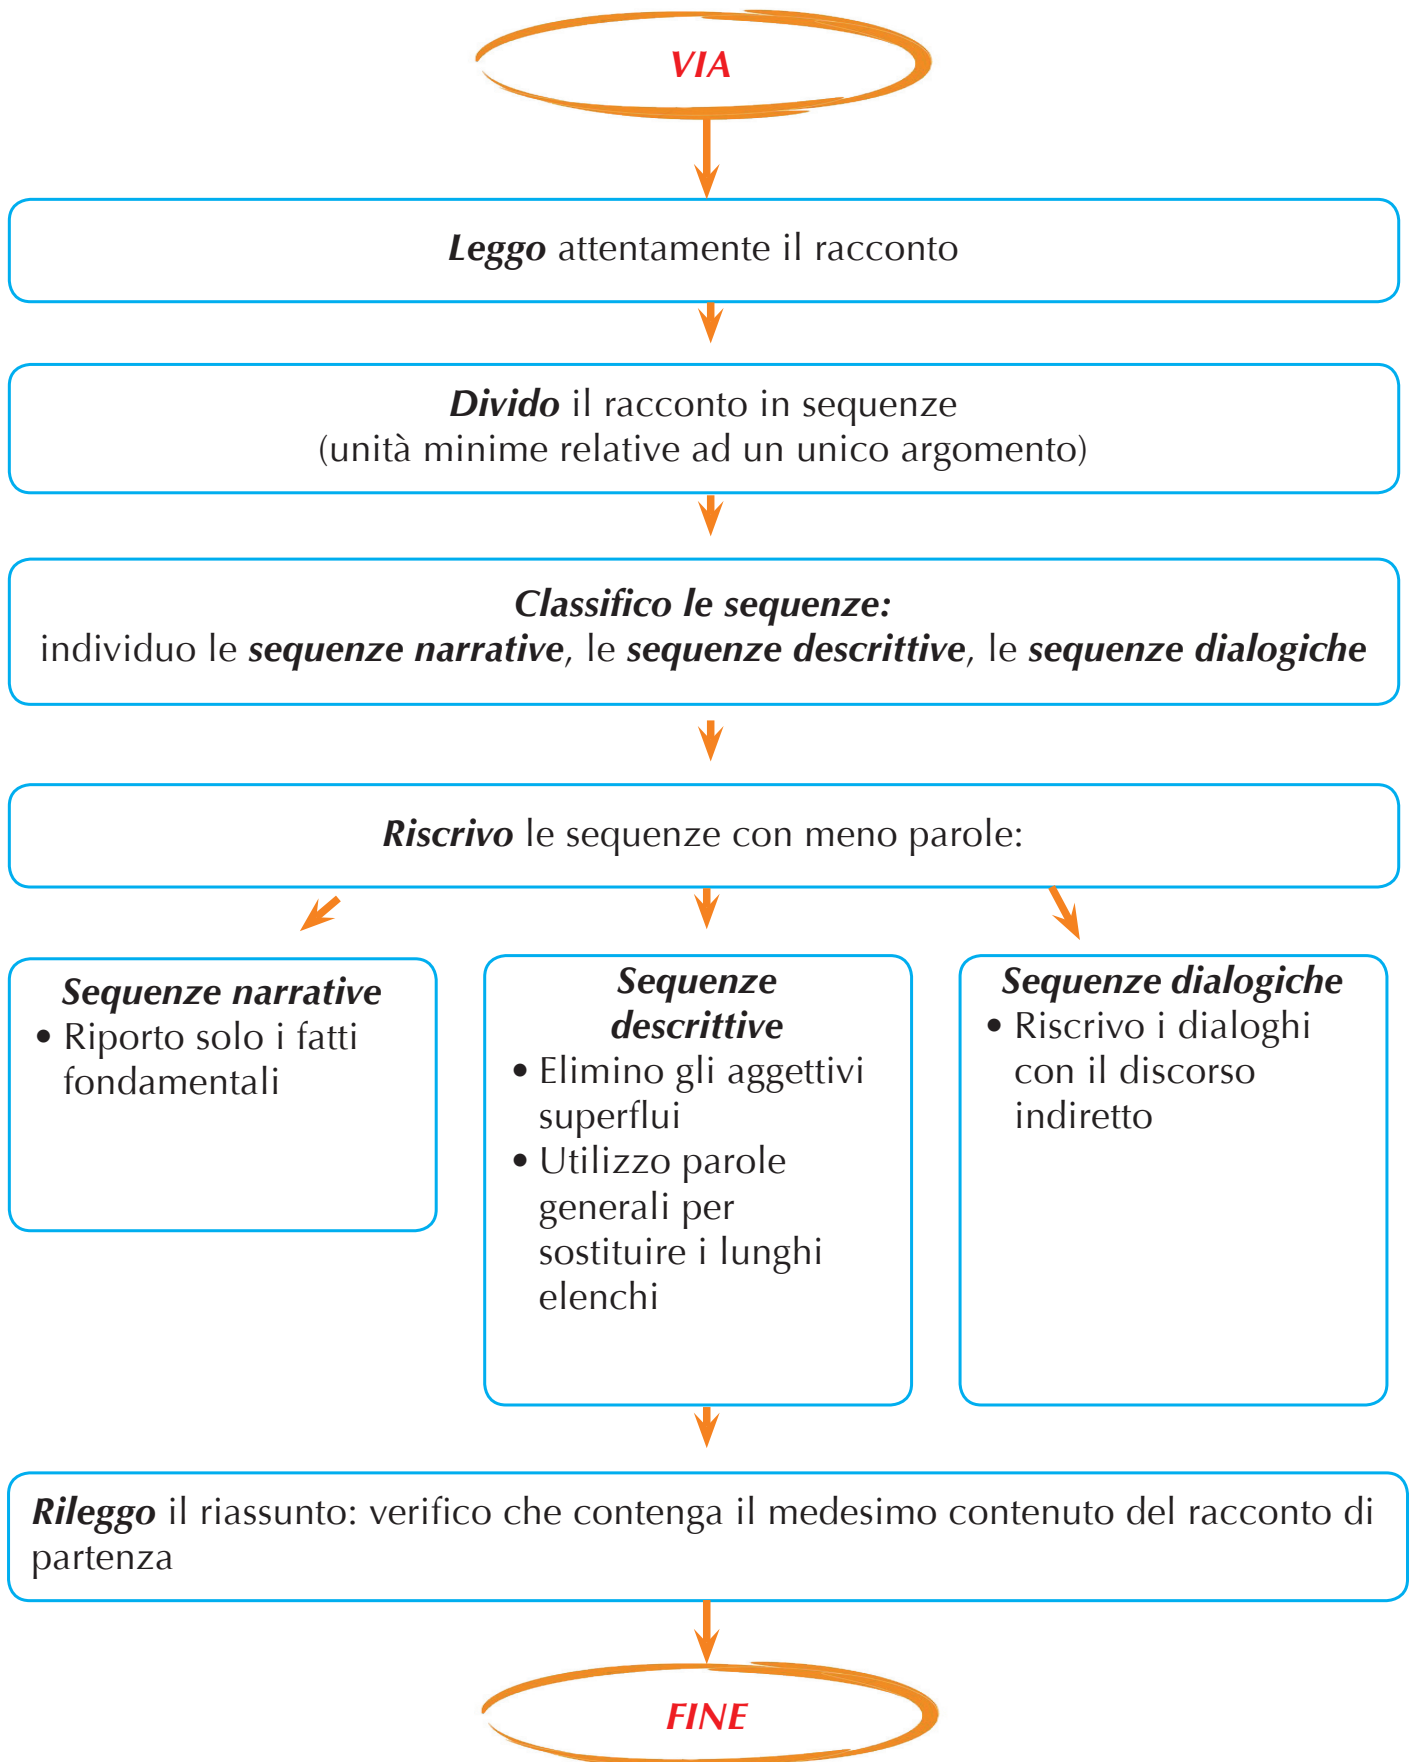 VIA
Leggo attentamente il racconto
Divido il racconto in sequenze
(unità minime relative ad un unico argomento)
Classifico le sequenze:
individuo le sequenze narrative, le sequenze descrittive, le sequenze dialogiche
Riscrivo le sequenze con meno parole:
Sequenze narrative
• Riporto solo i fatti
fondamentali
Sequenze
descrittive
• Elimino gli aggettivi
superflui
• Utilizzo parole
generali per
sostituire i lunghi
elenchi
Sequenze dialogiche
• Riscrivo i dialoghi
con il discorso
indiretto
Rileggo il riassunto: verifico che contenga il medesimo contenuto del racconto di
partenza
FINE